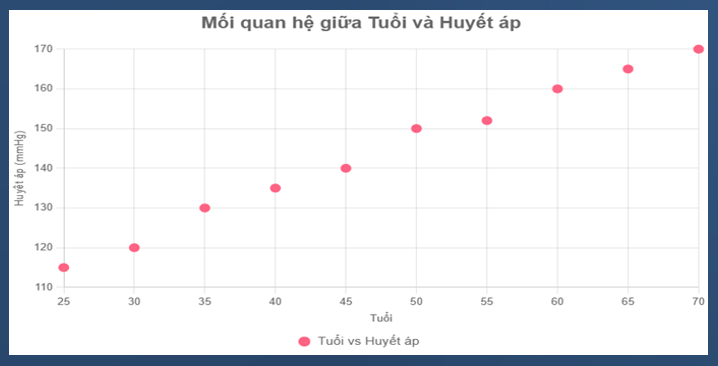 Mối quan hệ giữa Tuổi và Huyết áp
Huyết áp (mmHg)
170
160
150
140
130
120
110
25 30 35 40 45 50 55 60 65 70
Tuổi
Tuổi vs Huyết áp